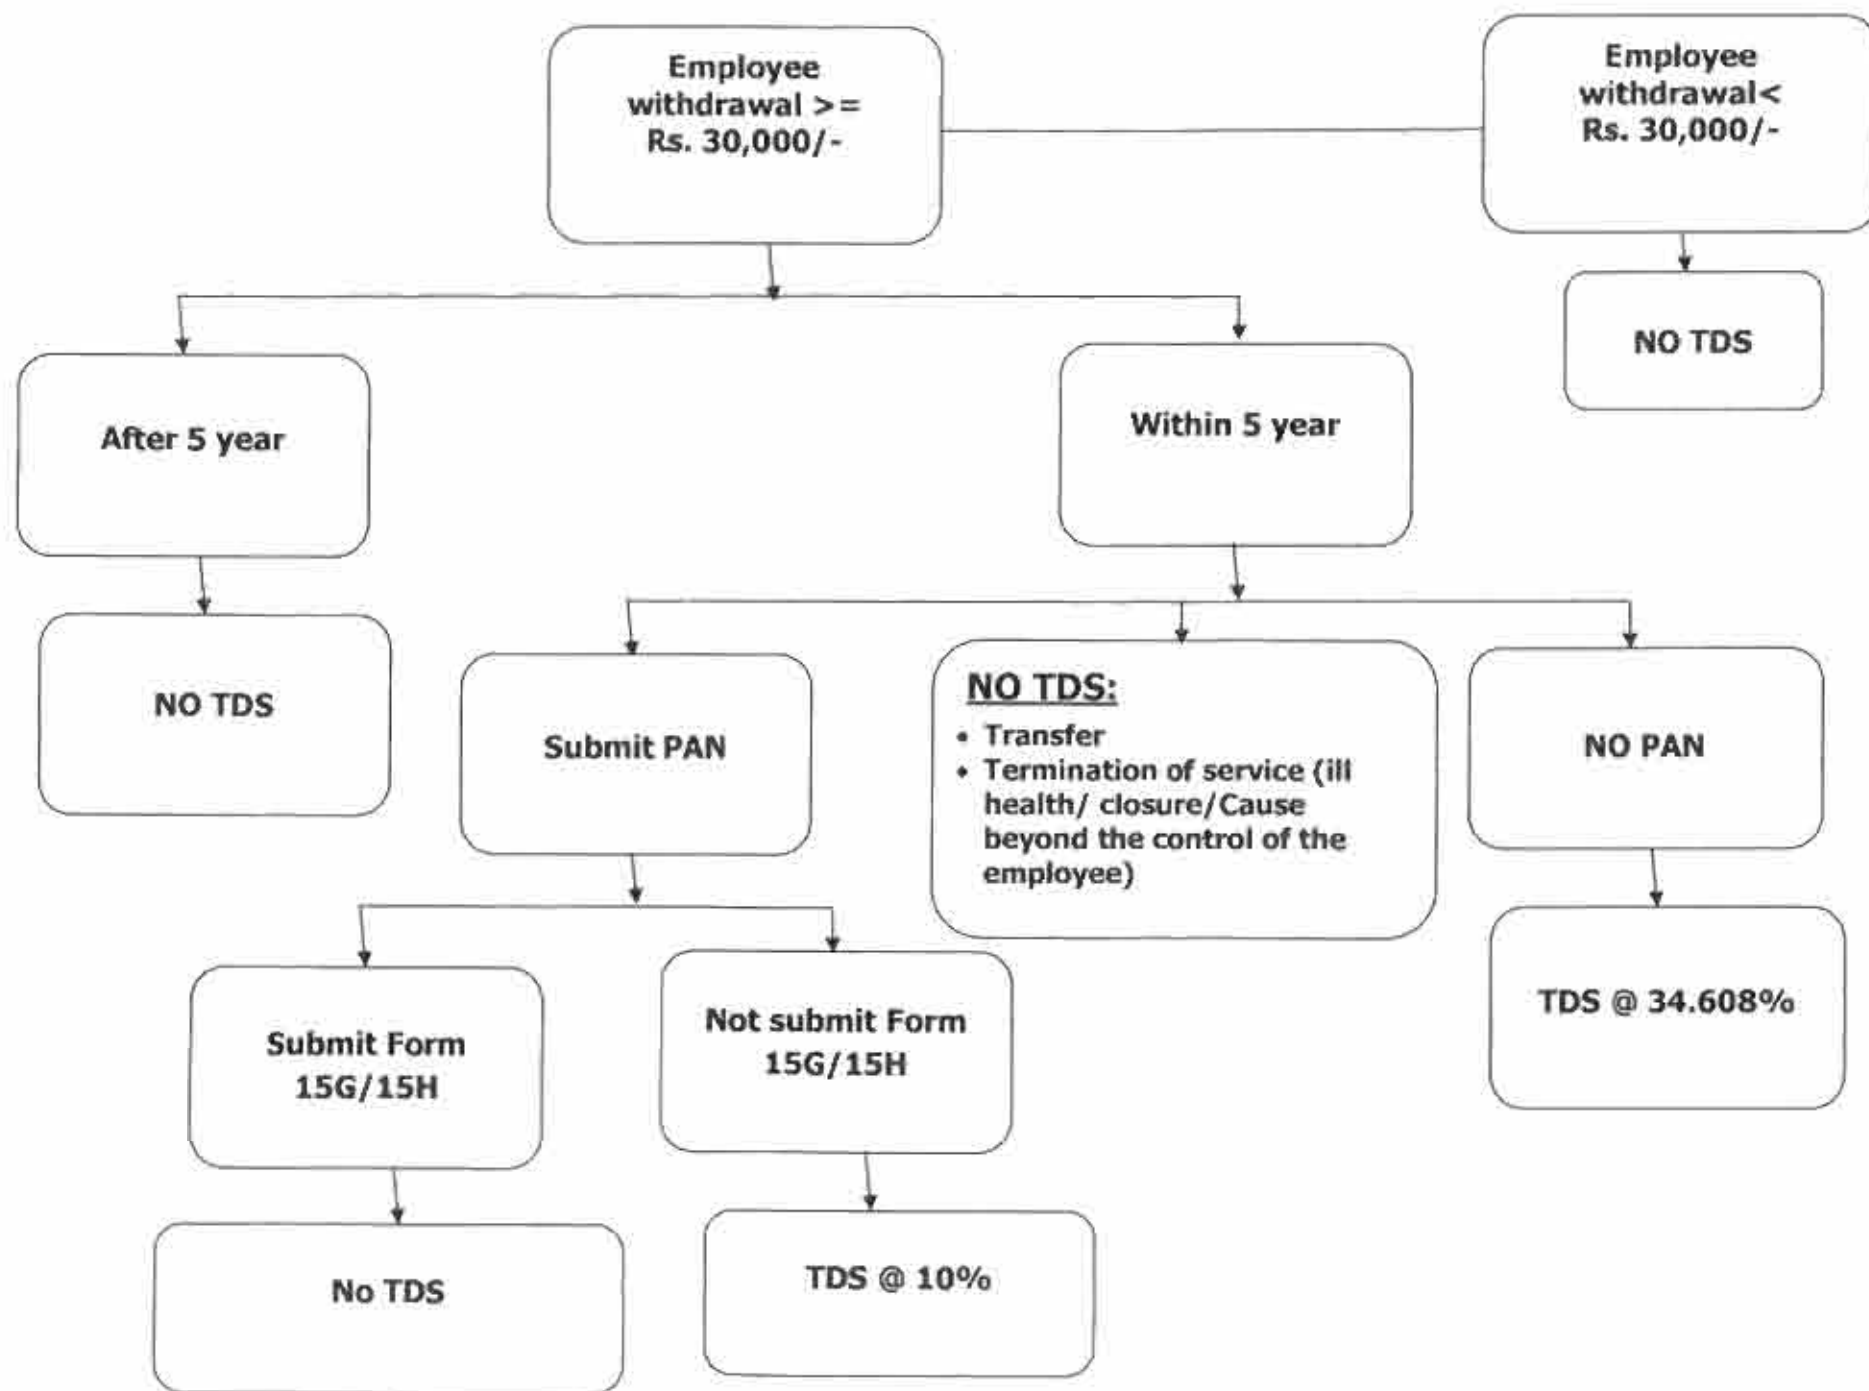 Employee
withdrawal >=
Rs. 30,000/-
Employee
withdrawal<
Rs. 30,000/-
NO TDS
After 5 year
Within 5 year
NO TDS
Submit PAN
NO TDS:
• Transfer
• Termination of service (ill
health/ closure/Cause
beyond the control of the
employee)
NO PAN
Submit Form
15G/15H
Not submit Form
15G/15H
TDS @ 34.608%
No TDS
TDS @ 10%